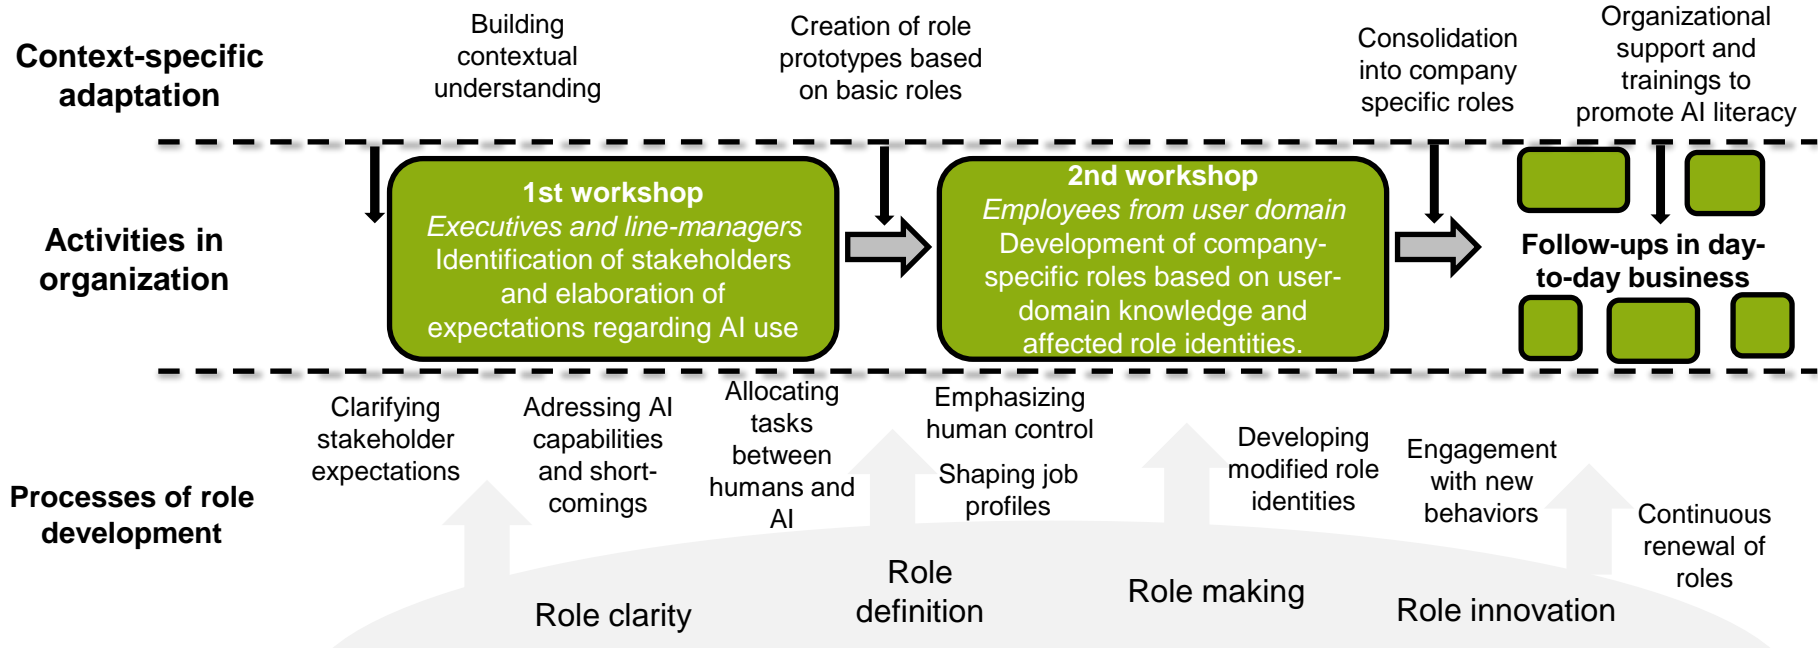 Context-specific
adaptation
Building
contextual
understanding
Creation of role
prototypes based
on basic roles
Consolidation
into company
specific roles
Organizational
support and
trainings to
promote AI literacy
Activities in
organization
1st workshop
Executives and line-managers
Identification of stakeholders
and elaboration of
expectations regarding AI use
2nd workshop
Employees from user domain
Development of company-
specific roles based on user-
domain knowledge and
affected role identities.
Follow-ups in day-
to-day business
Processes of role
development
Clarifying
stakeholder
expectations
Adressing AI
capabilities
and short-
comings
Allocating
tasks
between
humans and
AI
Emphasizing
human control
Shaping job
profiles
Developing
modified role
identities
Engagement
with new
behaviors
Continuous
renewal of
roles
Role clarity
Role
definition
Role making
Role innovation